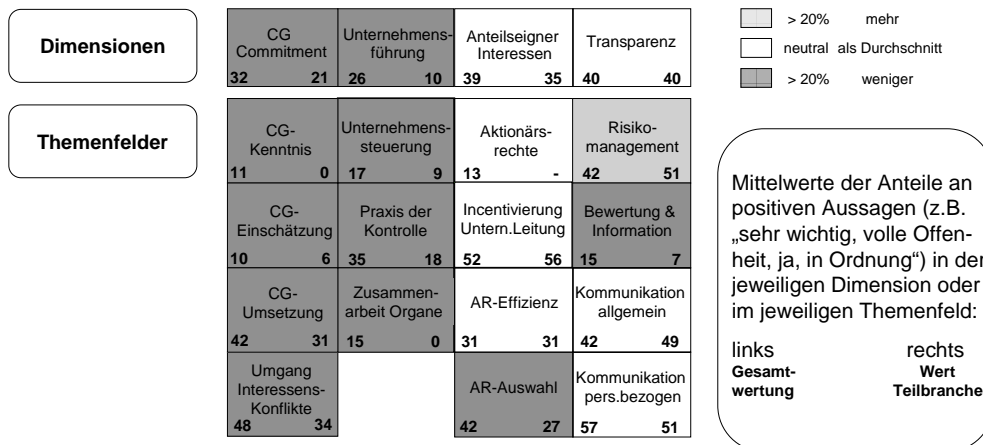 Dimensionen
CG
Commitment
32 21
Unternehmens-
führung
26 10
Anteilseigner
Interessen
39 35
Transparenz
40 40
> 20% mehr
neutral als Durchschnitt
> 20% weniger
Themenfelder
CG-
Kenntnis
11 0
Unternehmens-
steuerung
17 9
Aktionärs-
rechte
13 -
Risiko-
management
42 51
CG-
Einschätzung
10 6
Praxis der
Kontrolle
35 18
Incentivierung
Untern.Leitung
52 56
Bewertung &
Information
15 7
CG-
Umsetzung
42 31
Zusammen-
arbeit Organe
15 0
AR-Effizienz
31 31
Kommunikation
allgemein
42 49
Umgang
Interessens-
Konflikte
48 34
AR-Auswahl
42 27
Kommunikation
pers.bezogen
57 51
Mittelwerte der Anteile an
positiven Aussagen (z.B.
„sehr wichtig, volle Offen-
heit, ja, in Ordnung“) in der
jeweiligen Dimension oder
im jeweiligen Themenfeld:
links rechts
Gesamt- Wert
wertung Teilbranche